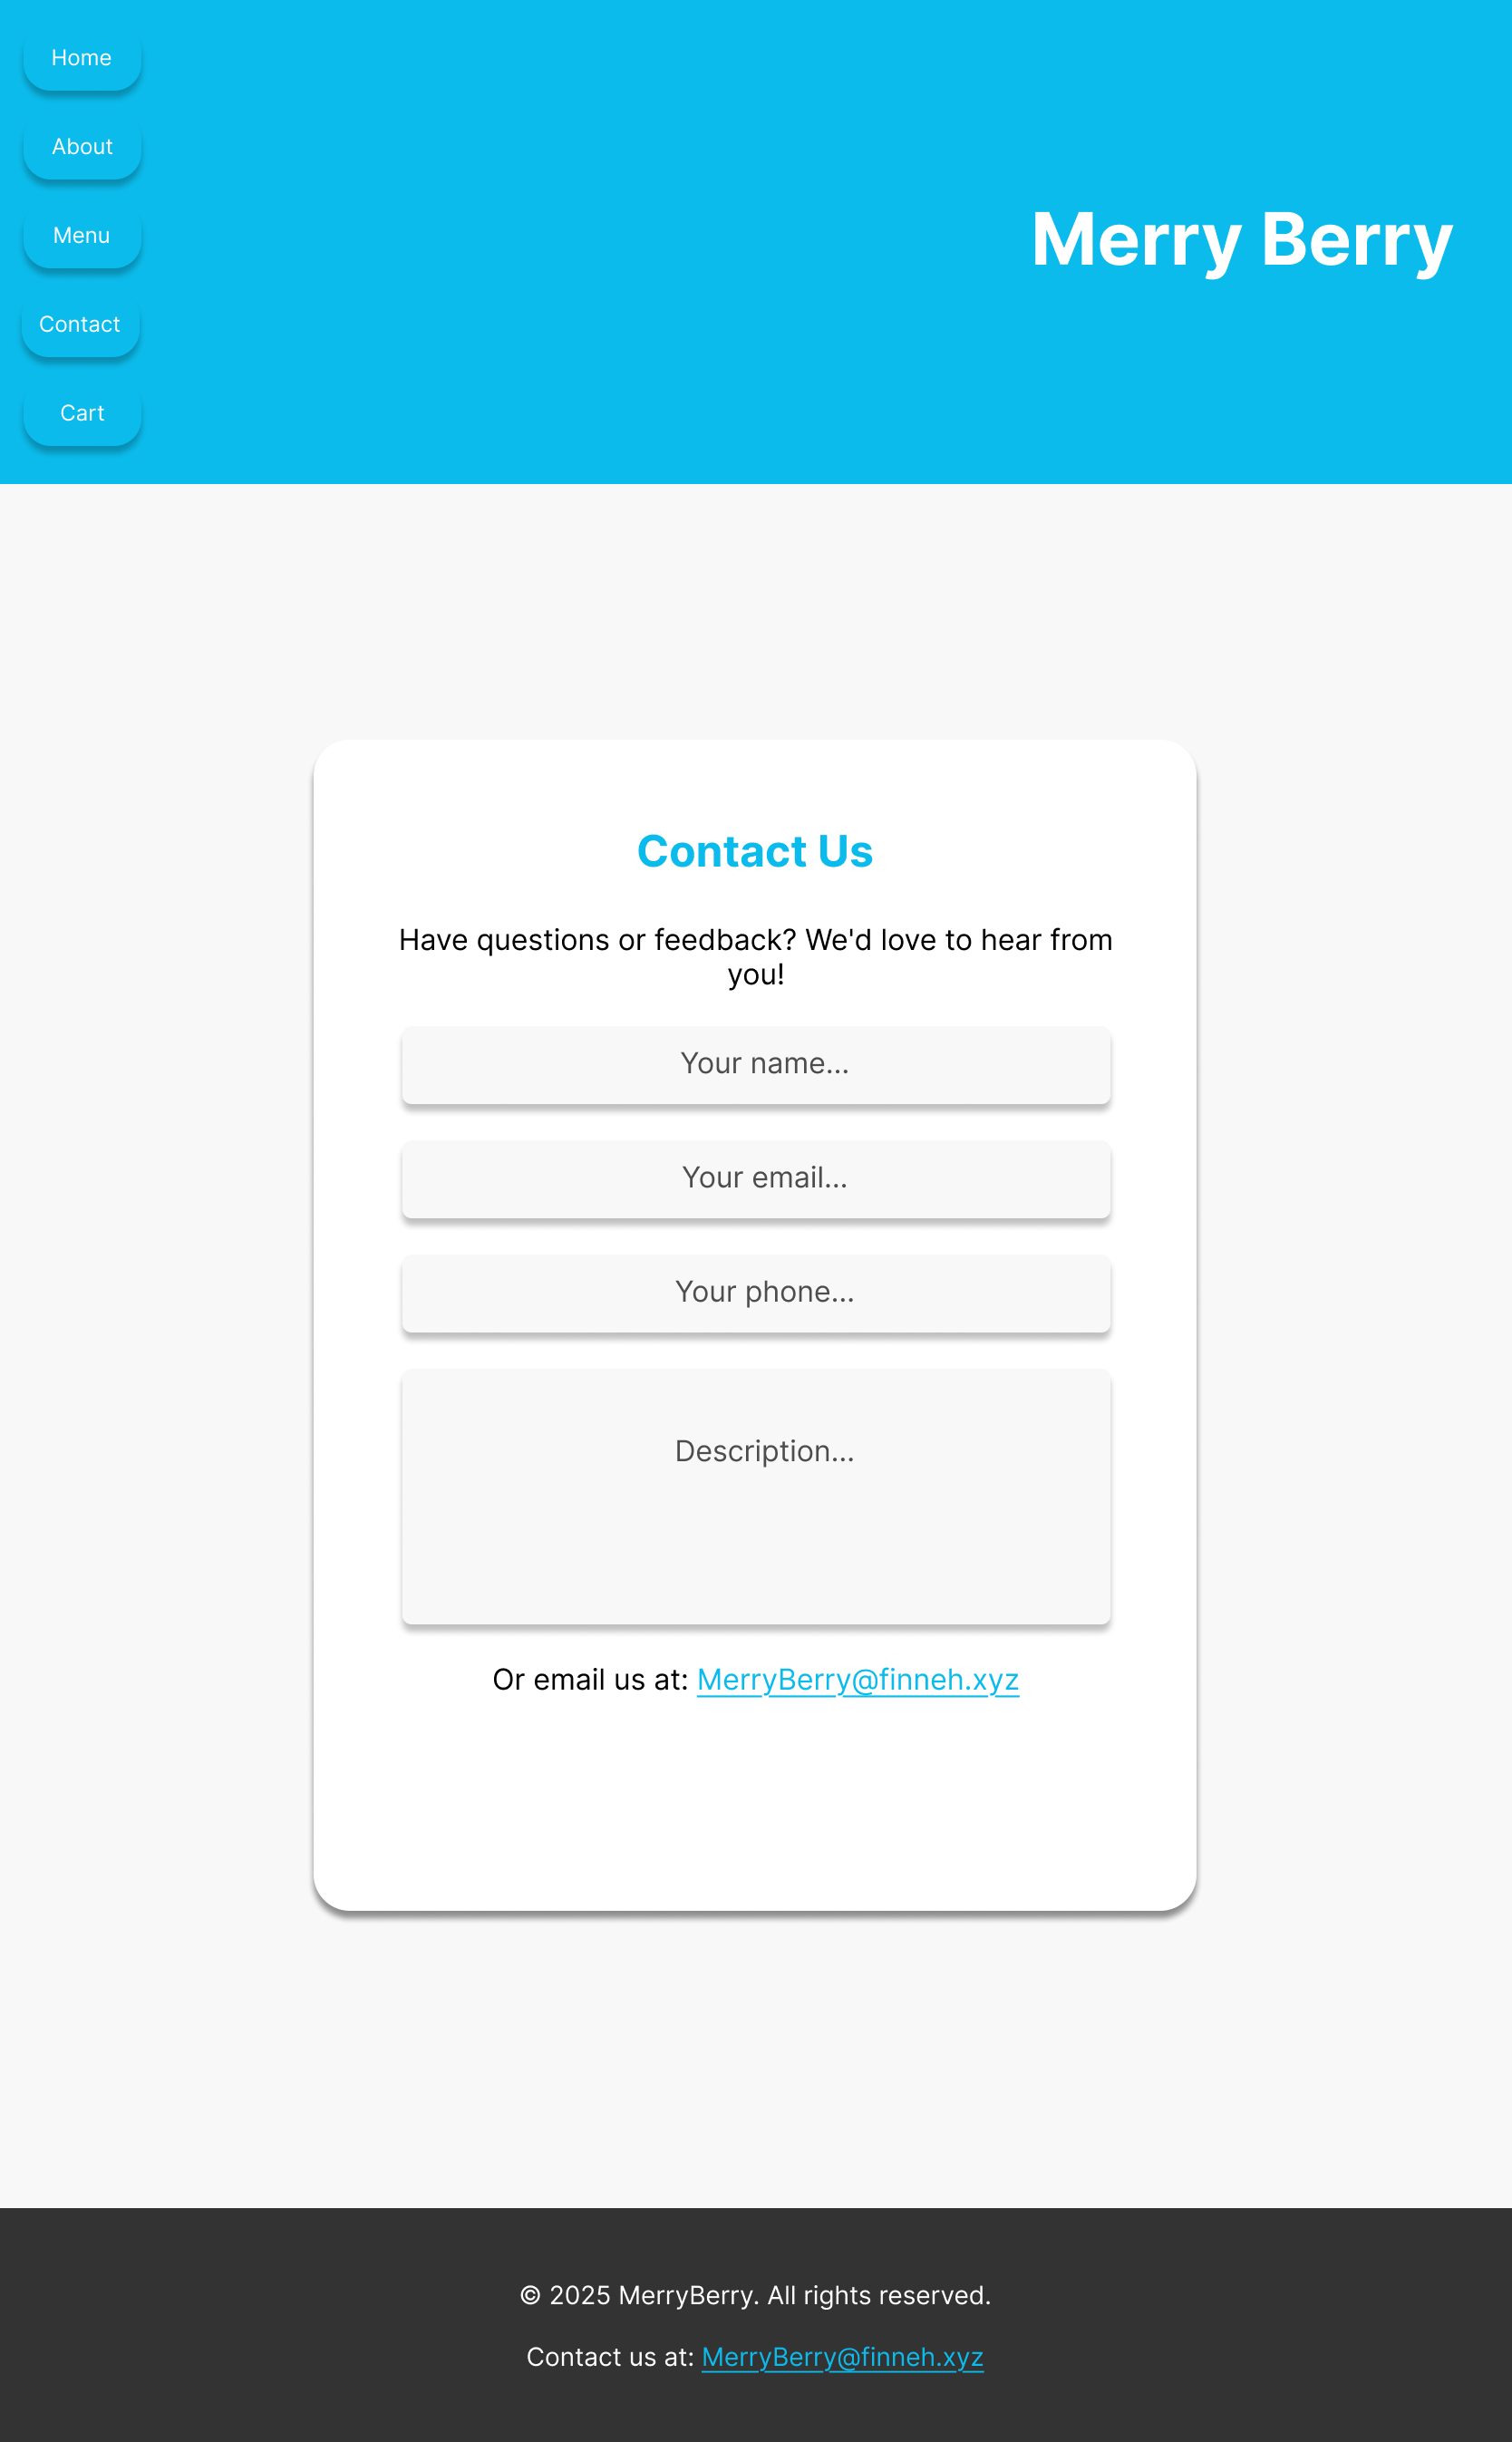 Home
About
Menu
Contact
Cart
Merry Berry
Contact Us
Have questions or feedback? We'd love to hear from
you!
Your name...
Your email...
Your phone...
Description...
Or email us at: MerryBerry@finneh.xyz
© 2025 MerryBerry. All rights reserved.
Contact us at: MerryBerry@finneh.xyz